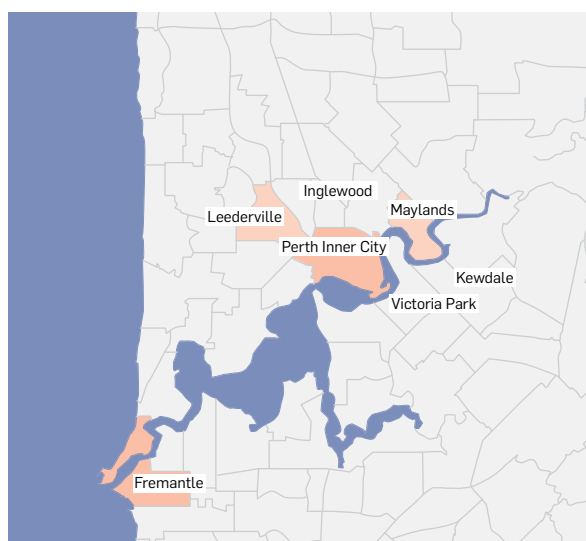 Inglewood
Leederville
Maylands
Perth Inner City
Kewdale
Victoria Park
Fremantle